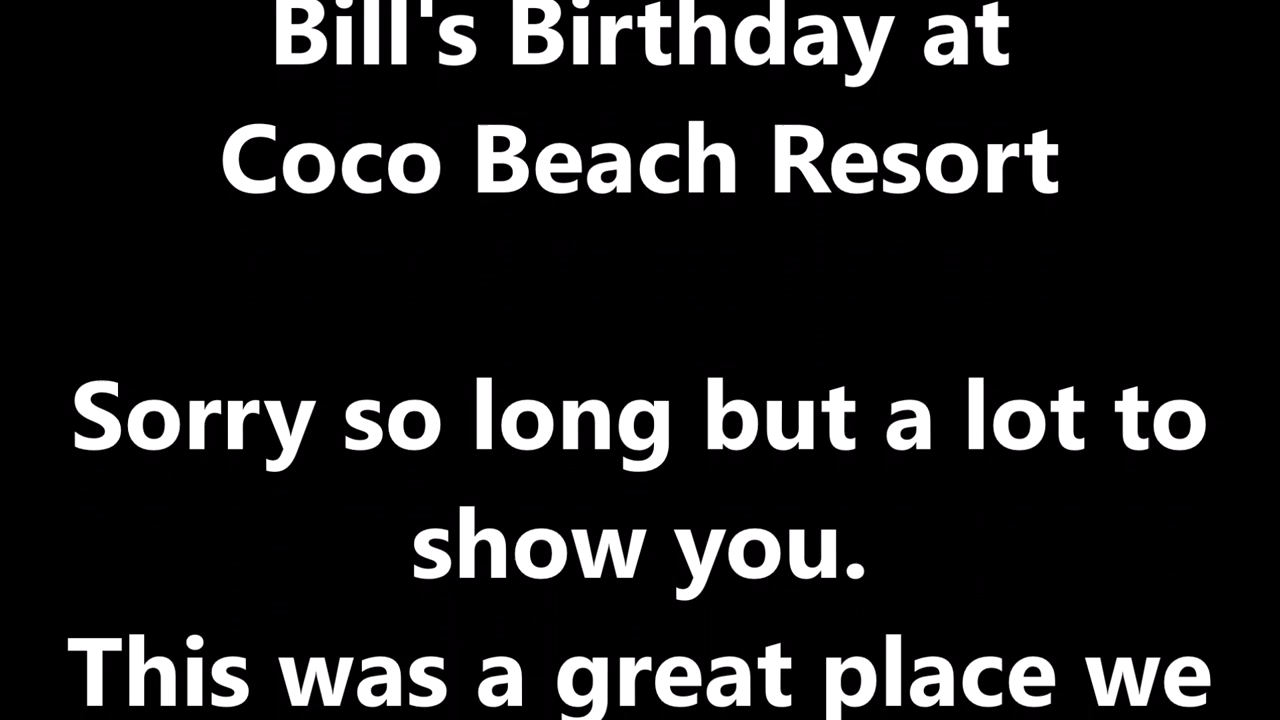 Bill's Birthday at
Coco Beach Resort
Sorry so long but a lot to
show you.
This was a great place we